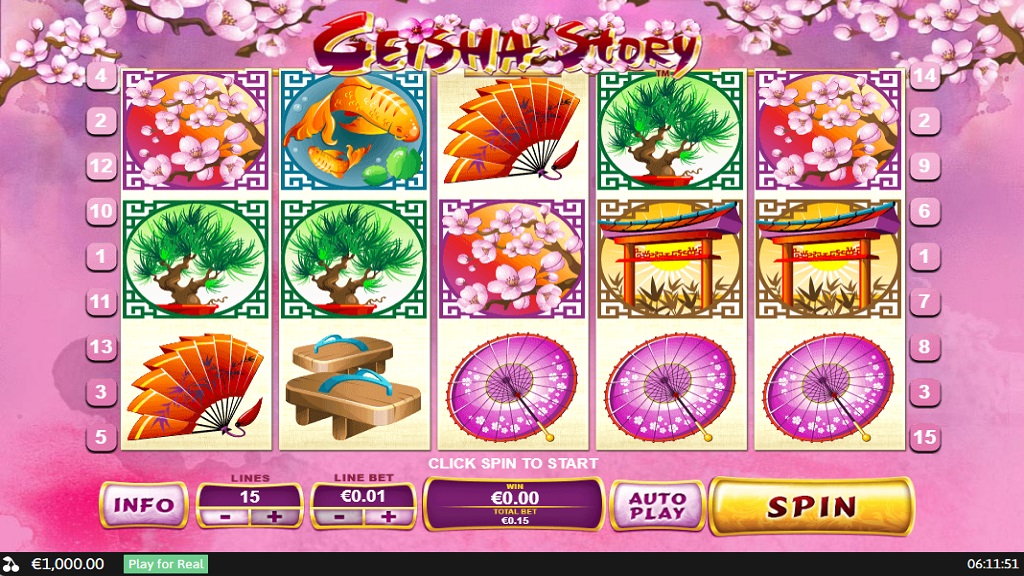 GEISHA STORY
TM
4
2
12
10
1
11
13
3
5
14
2
9
6
1
7
8
3
15
CLICK SPIN TO START
INFO
LINES
15
- +
LINE BET
€0.01
- +
WIN
€0.00
TOTAL BET
€0.15
AUTO
PLAY
SPIN
€1,000.00 Play for Real 06:11:51